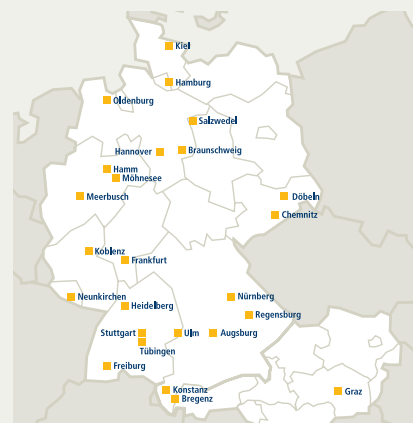 Kiel
Hamburg
Oldenburg
Salzwedel
Hannover
Braunschweig
Hamm
Möhnesee
Meerbusch
Döbeln
Chemnitz
Koblenz
Frankfurt
Neunkirchen
Nürnberg
Heidelberg
Regensburg
Stuttgart
Ulm
Augsburg
Tübingen
Freiburg
Konstanz
Graz
Bregenz